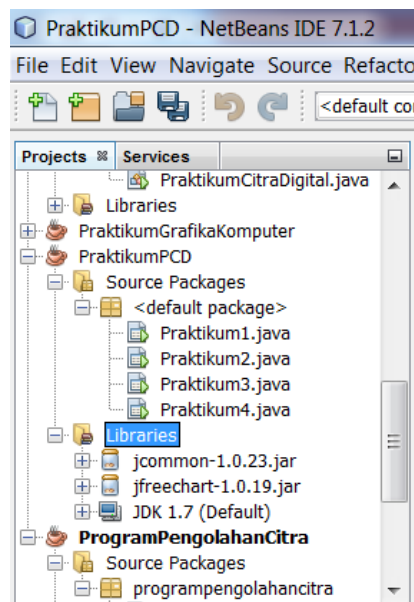 PraktikumPCD - NetBeans IDE 7.1.2
File Edit View Navigate Source Refacto
<default co
Projects Services
PraktikumCitraDigital.java
Libraries
PraktikumGrafikaKomputer
PraktikumPCD
Source Packages
<default package>
Praktikum1.java
Praktikum2.java
Praktikum3.java
Praktikum4.java
Libraries
jcommon-1.0.23.jar
jfreechart-1.0.19.jar
JDK 1.7 (Default)
ProgramPengolahanCitra
Source Packages
programpengolahancitra